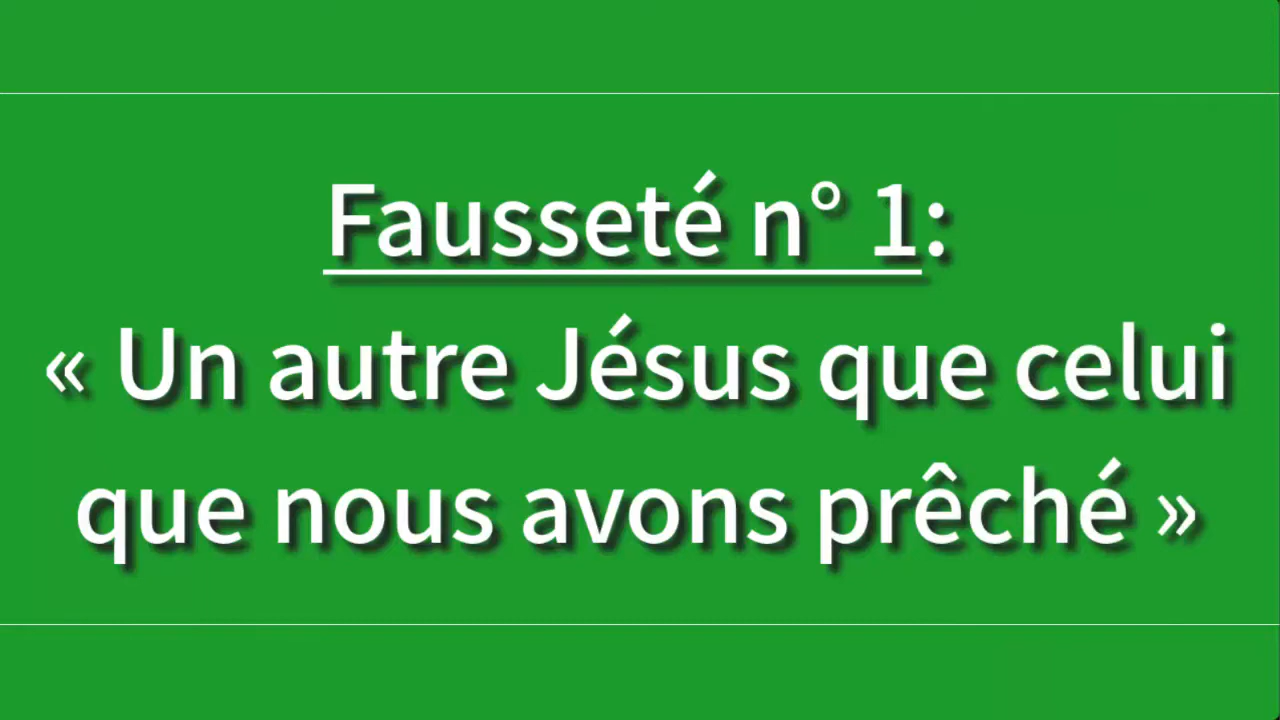 Fausseté n° 1:
« Un autre Jésus que celui
que nous avons prêché »